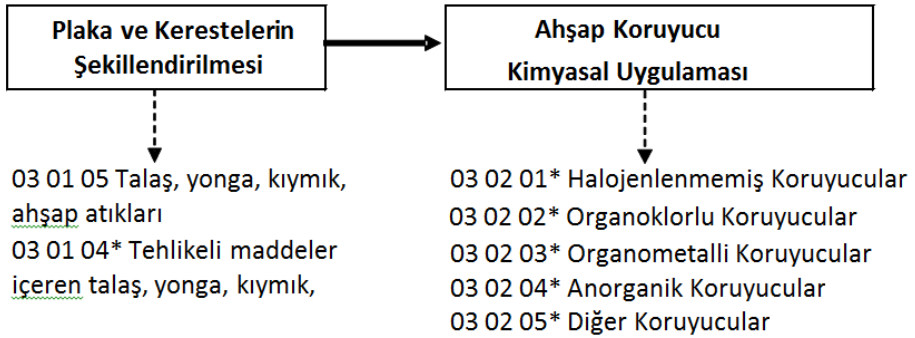 Plaka ve Kerestelerin
Şekillendirilmesi
Ahşap Koruyucu
Kimyasal Uygulaması
03 01 05 Talaş, yonga, kıymık,
ahşap atıkları
03 01 04* Tehlikeli maddeler
içeren talaş, yonga, kıymık,
03 02 01* Halojenlenmemiş Koruyucular
03 02 02* Organoklorlu Koruyucular
03 02 03* Organometalli Koruyucular
03 02 04* Anorganik Koruyucular
03 02 05* Diğer Koruyucular